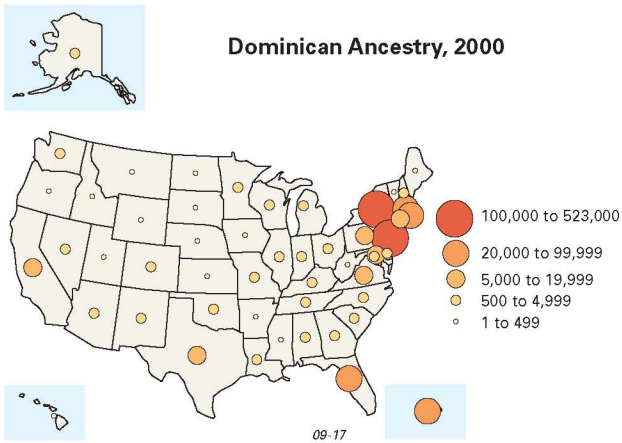 Dominican Ancestry, 2000
100,000 to 523,000
20,000 to 99,999
5,000 to 19,999
500 to 4,999
1 to 499
09-17